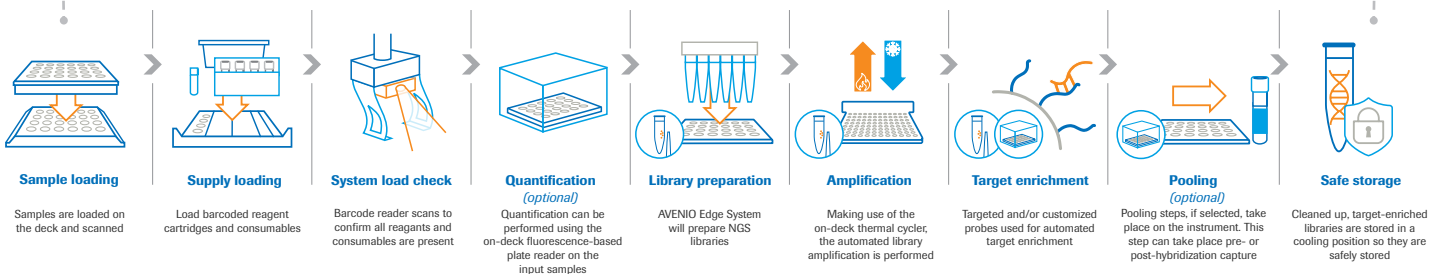 Sample loading
Samples are loaded on
the deck and scanned
Supply loading
Load barcoded reagent
cartridges and consumables
System load check
Barcode reader scans to
confirm all reagents and
consumables are present
Quantification
(optional)
Quantification can be
performed using the
on-deck fluorescence-based
plate reader on the
input samples
Library preparation
AVENIO Edge System
will prepare NGS
libraries
Amplification
Making use of the
on-deck thermal cycler,
the automated library
amplification is performed
Target enrichment
Targeted and/or customized
probes used for automated
target enrichment
Pooling
(optional)
Pooling steps, if selected, take
place on the instrument. This
step can take place pre- or
post-hybridization capture
Safe storage
Cleaned up, target-enriched
libraries are stored in a
cooling position so they are
safely stored